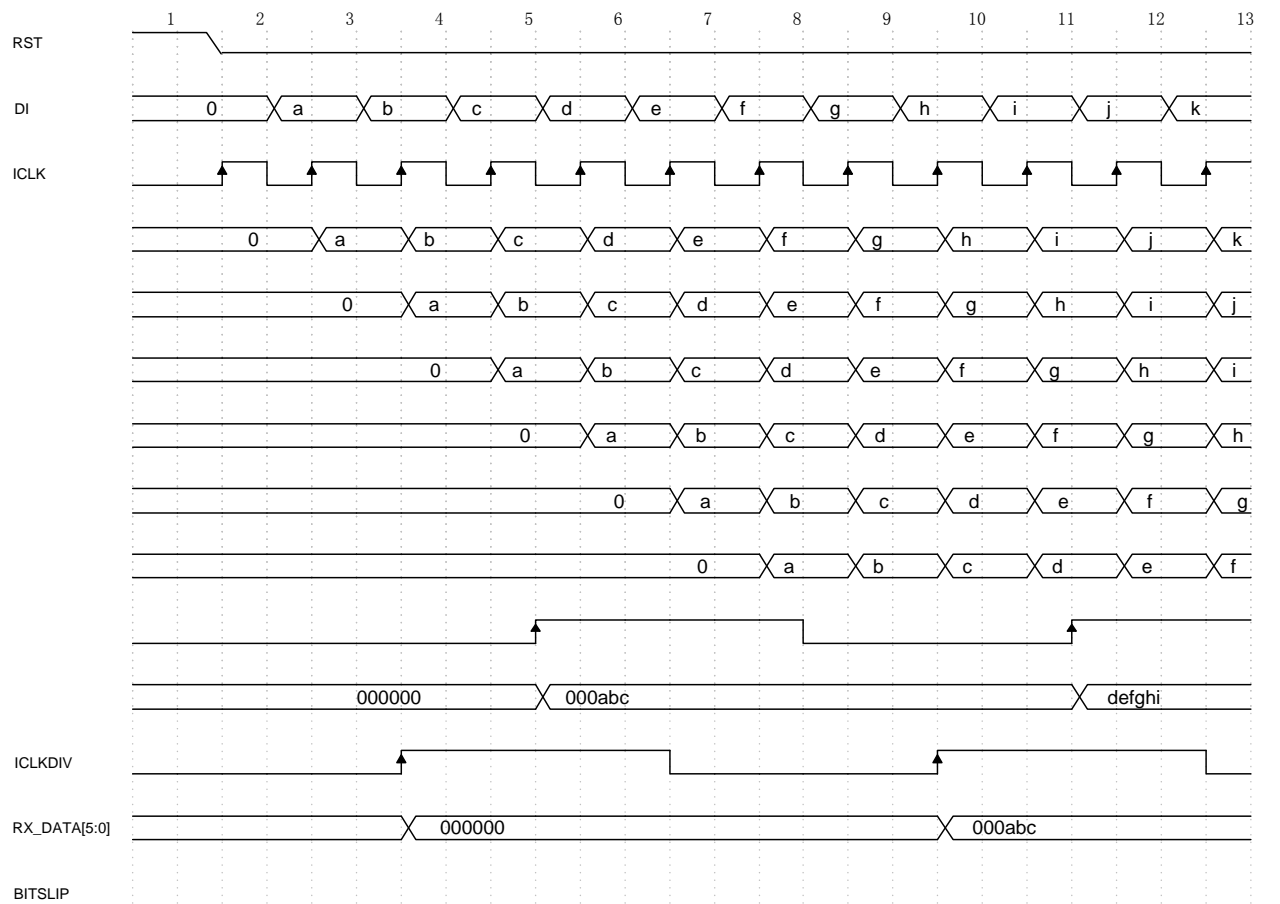 1 2 3 4 5 6 7 8 9 10 11 12 13
RST
DI 0 a b c d e f g h i j k
ICLK
0 a b c d e f g h i j k
0 a b c d e f g h i j
0 a b c d e f g h i
0 a b c d e f g h
0 a b c d e f g
0 a b c d e f
000000 000abc defghi
ICLKDIV
RX_DATA[5:0] 000000 000abc
BITSLIP